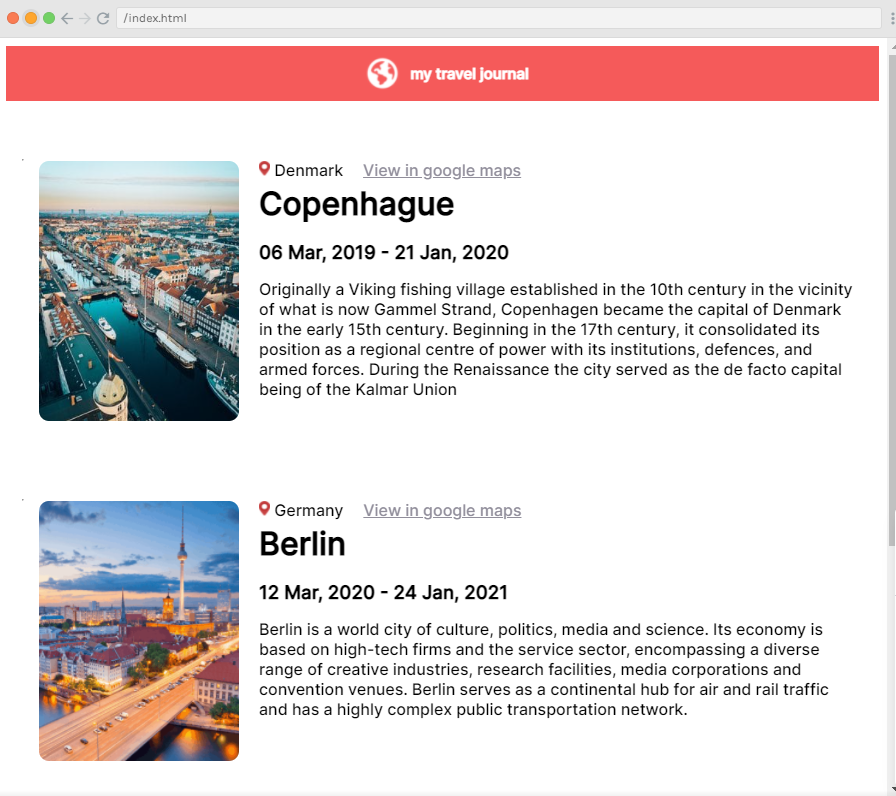 /index.html
my travel journal
Denmark View in google maps
Copenhague
06 Mar, 2019 - 21 Jan, 2020
Originally a Viking fishing village established in the 10th century in the vicinity
of what is now Gammel Strand, Copenhagen became the capital of Denmark
in the early 15th century. Beginning in the 17th century, it consolidated its
position as a regional centre of power with its institutions, defences, and
armed forces. During the Renaissance the city served as the de facto capital
being of the Kalmar Union
Germany View in google maps
Berlin
12 Mar, 2020 - 24 Jan, 2021
Berlin is a world city of culture, politics, media and science. Its economy is
based on high-tech firms and the service sector, encompassing a diverse
range of creative industries, research facilities, media corporations and
convention venues. Berlin serves as a continental hub for air and rail traffic
and has a highly complex public transportation network.